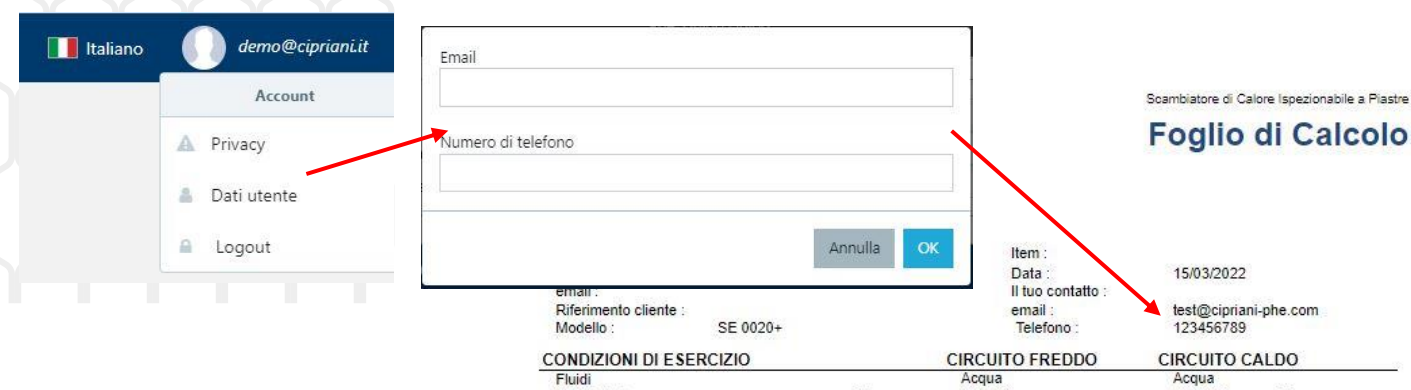 Italiano
demo@cipriani.it
Account
Privacy
Dati utente
Logout
Email
Numero di telefono
Annulla
OK
Scambiatore di Calore Ispezionabile a Piastre
Foglio di Calcolo
Item :
Data : 15/03/2022
Il tuo contatto :
email :
Riferimento cliente : email : test@cipriani-phe.com
Modello : SE 0020+ Telefono : 123456789
CONDIZIONI DI ESERCIZIO CIRCUITO FREDDO CIRCUITO CALDO
Fluidi Acqua Acqua